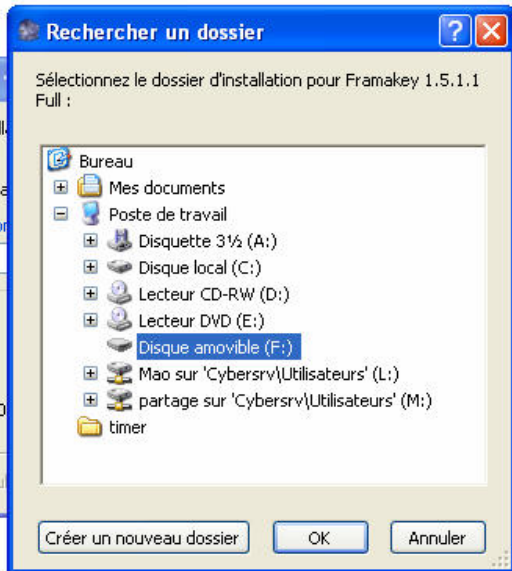 Rechercher un dossier
Sélectionnez le dossier d'installation pour Framakey 1.5.1.1
Full :
Bureau
Mes documents
Poste de travail
Disquette 3½ (A:)
Disque local (C:)
Lecteur CD-RW (D:)
Lecteur DVD (E:)
Disque amovible (F:)
Mao sur 'Cybersrv\Utilisateurs' (L:)
partage sur 'Cybersrv\Utilisateurs' (M:)
timer
Créer un nouveau dossier
OK
Annuler